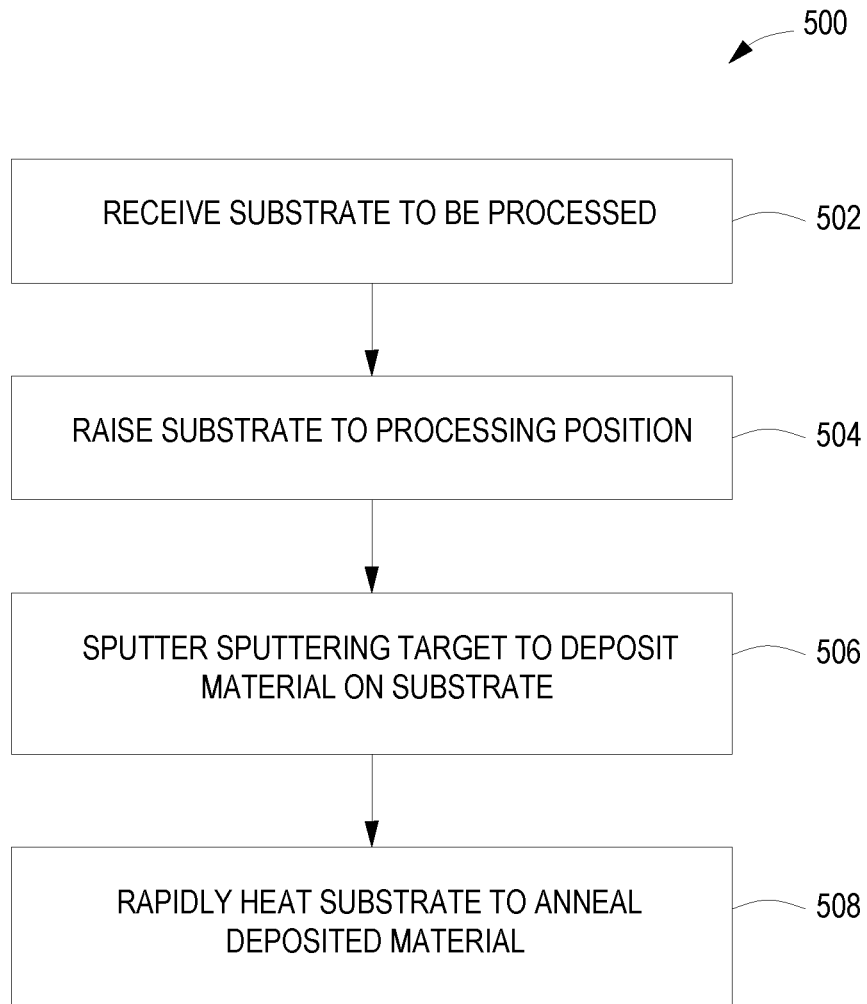 500
RECEIVE SUBSTRATE TO BE PROCESSED
502
RAISE SUBSTRATE TO PROCESSING POSITION
504
SPUTTER SPUTTERING TARGET TO DEPOSIT
MATERIAL ON SUBSTRATE
506
RAPIDLY HEAT SUBSTRATE TO ANNEAL
DEPOSITED MATERIAL
508